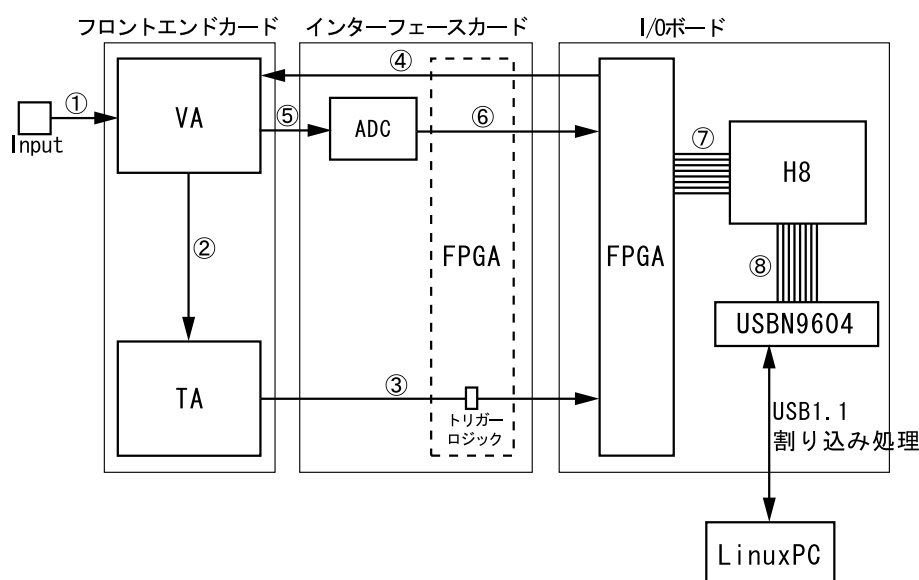 フロントエンドカード
インターフェースカード
I/Oボード
①
Input
VA
②
TA
③
④
⑤
ADC
⑥
FPGA
トリガー
ロジック
FPGA
⑦
H8
⑧
USBN9604
USB1.1
割り込み処理
LinuxPC